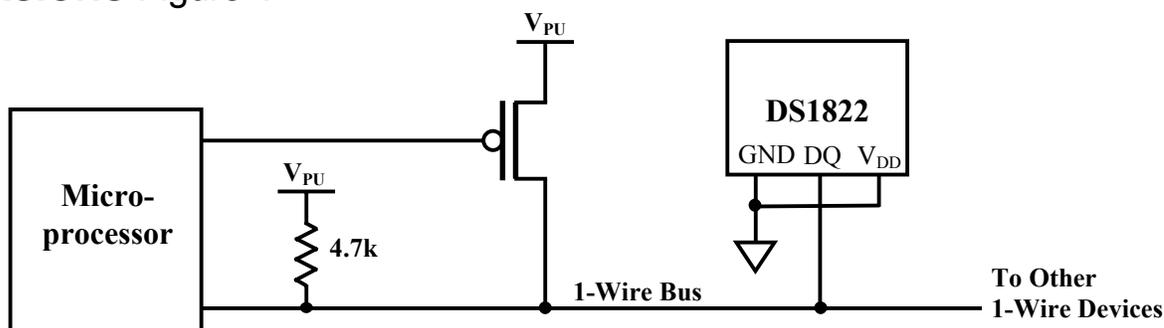 V_PU
DS1822
GND DQ V_DD
V_PU
Micro-
processor
4.7k
1-Wire Bus
To Other
1-Wire Devices